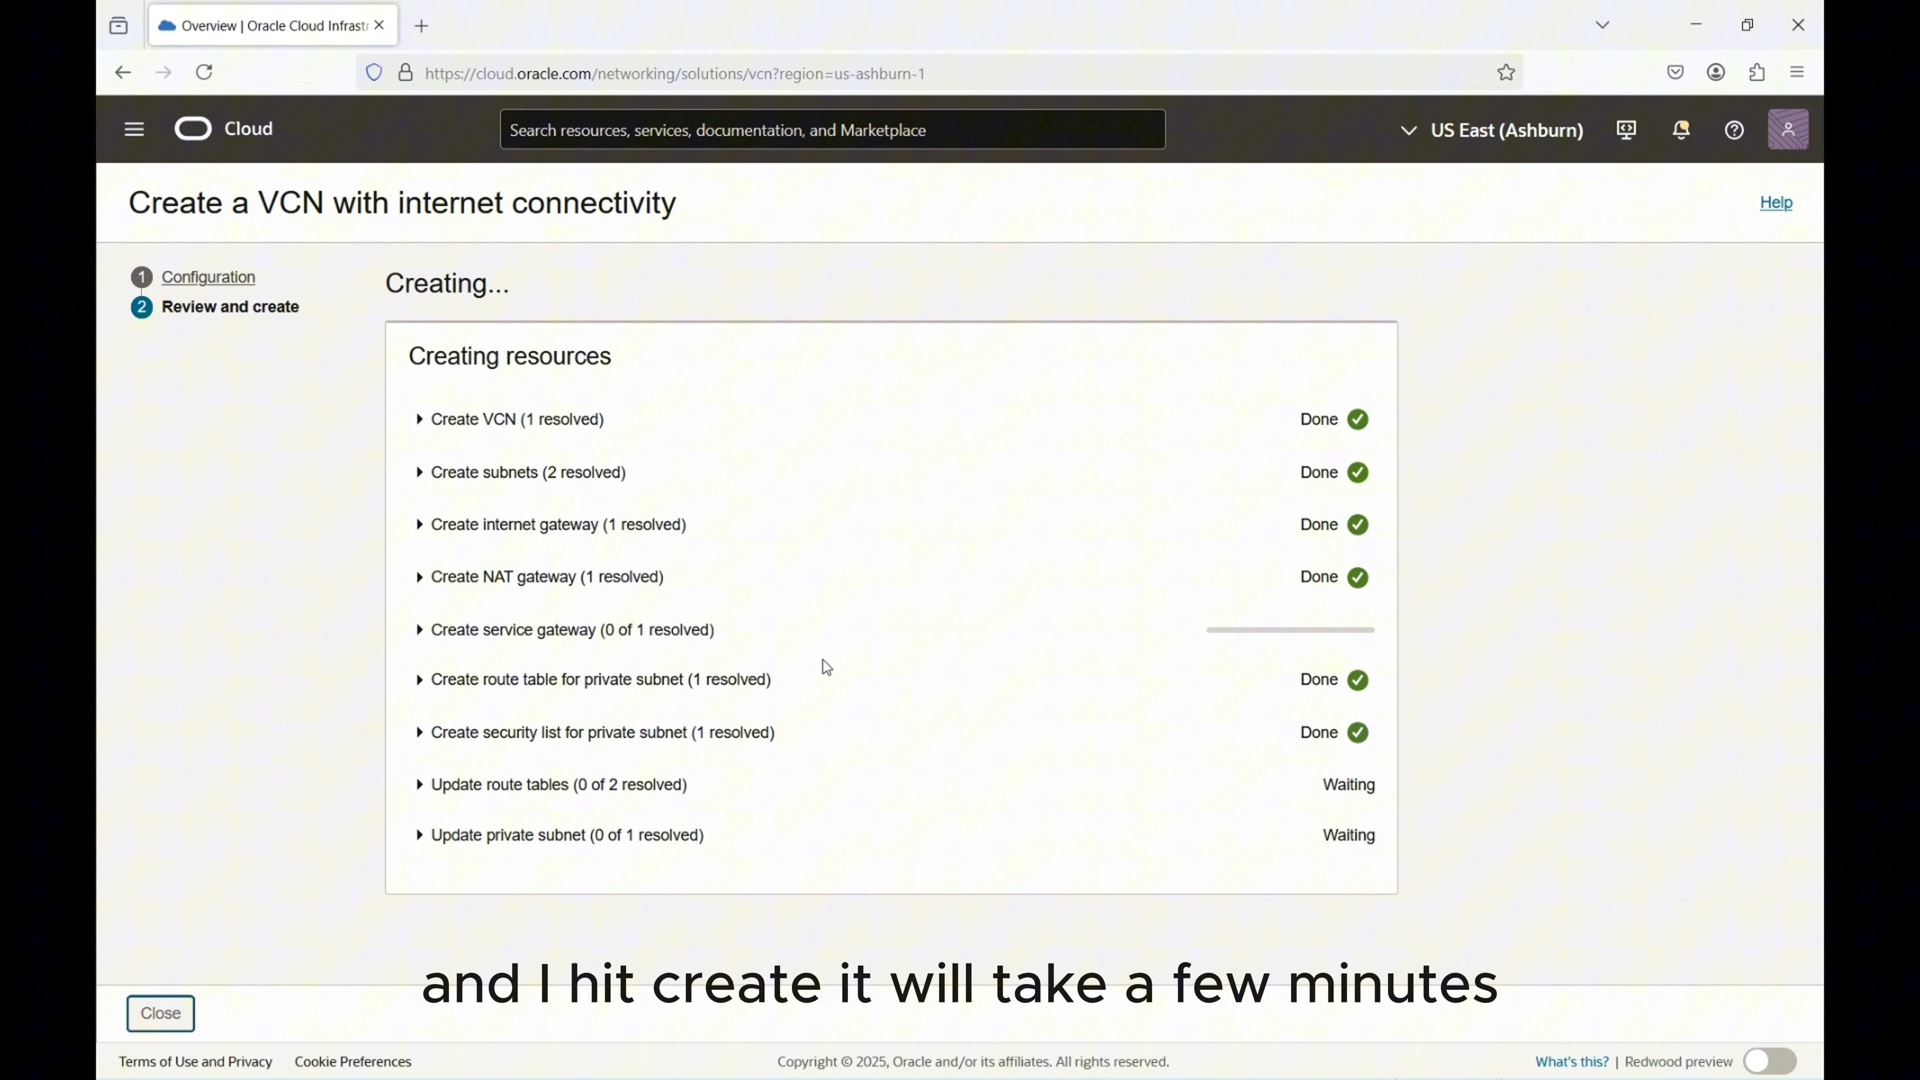 Overview | Oracle Cloud Infrast
https://cloud.oracle.com/networking/solutions/vcn?region=us-ashburn-1
Cloud
Search resources, services, documentation, and Marketplace
US East (Ashburn)
Create a VCN with internet connectivity
Help
1 Configuration
2 Review and create
Creating...
Creating resources
Create VCN (1 resolved) Done
Create subnets (2 resolved) Done
Create internet gateway (1 resolved) Done
Create NAT gateway (1 resolved) Done
Create service gateway (0 of 1 resolved)
Create route table for private subnet (1 resolved) Done
Create security list for private subnet (1 resolved) Done
Update route tables (0 of 2 resolved) Waiting
Update private subnet (0 of 1 resolved) Waiting
and I hit create it will take a few minutes
Close
Terms of Use and Privacy Cookie Preferences Copyright © 2025, Oracle and/or its affiliates. All rights reserved. What's this? | Redwood preview